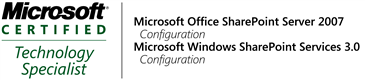 Microsoft®
CERTIFIED
Technology
Specialist
Microsoft Office SharePoint Server 2007
Configuration
Microsoft Windows SharePoint Services 3.0
Configuration